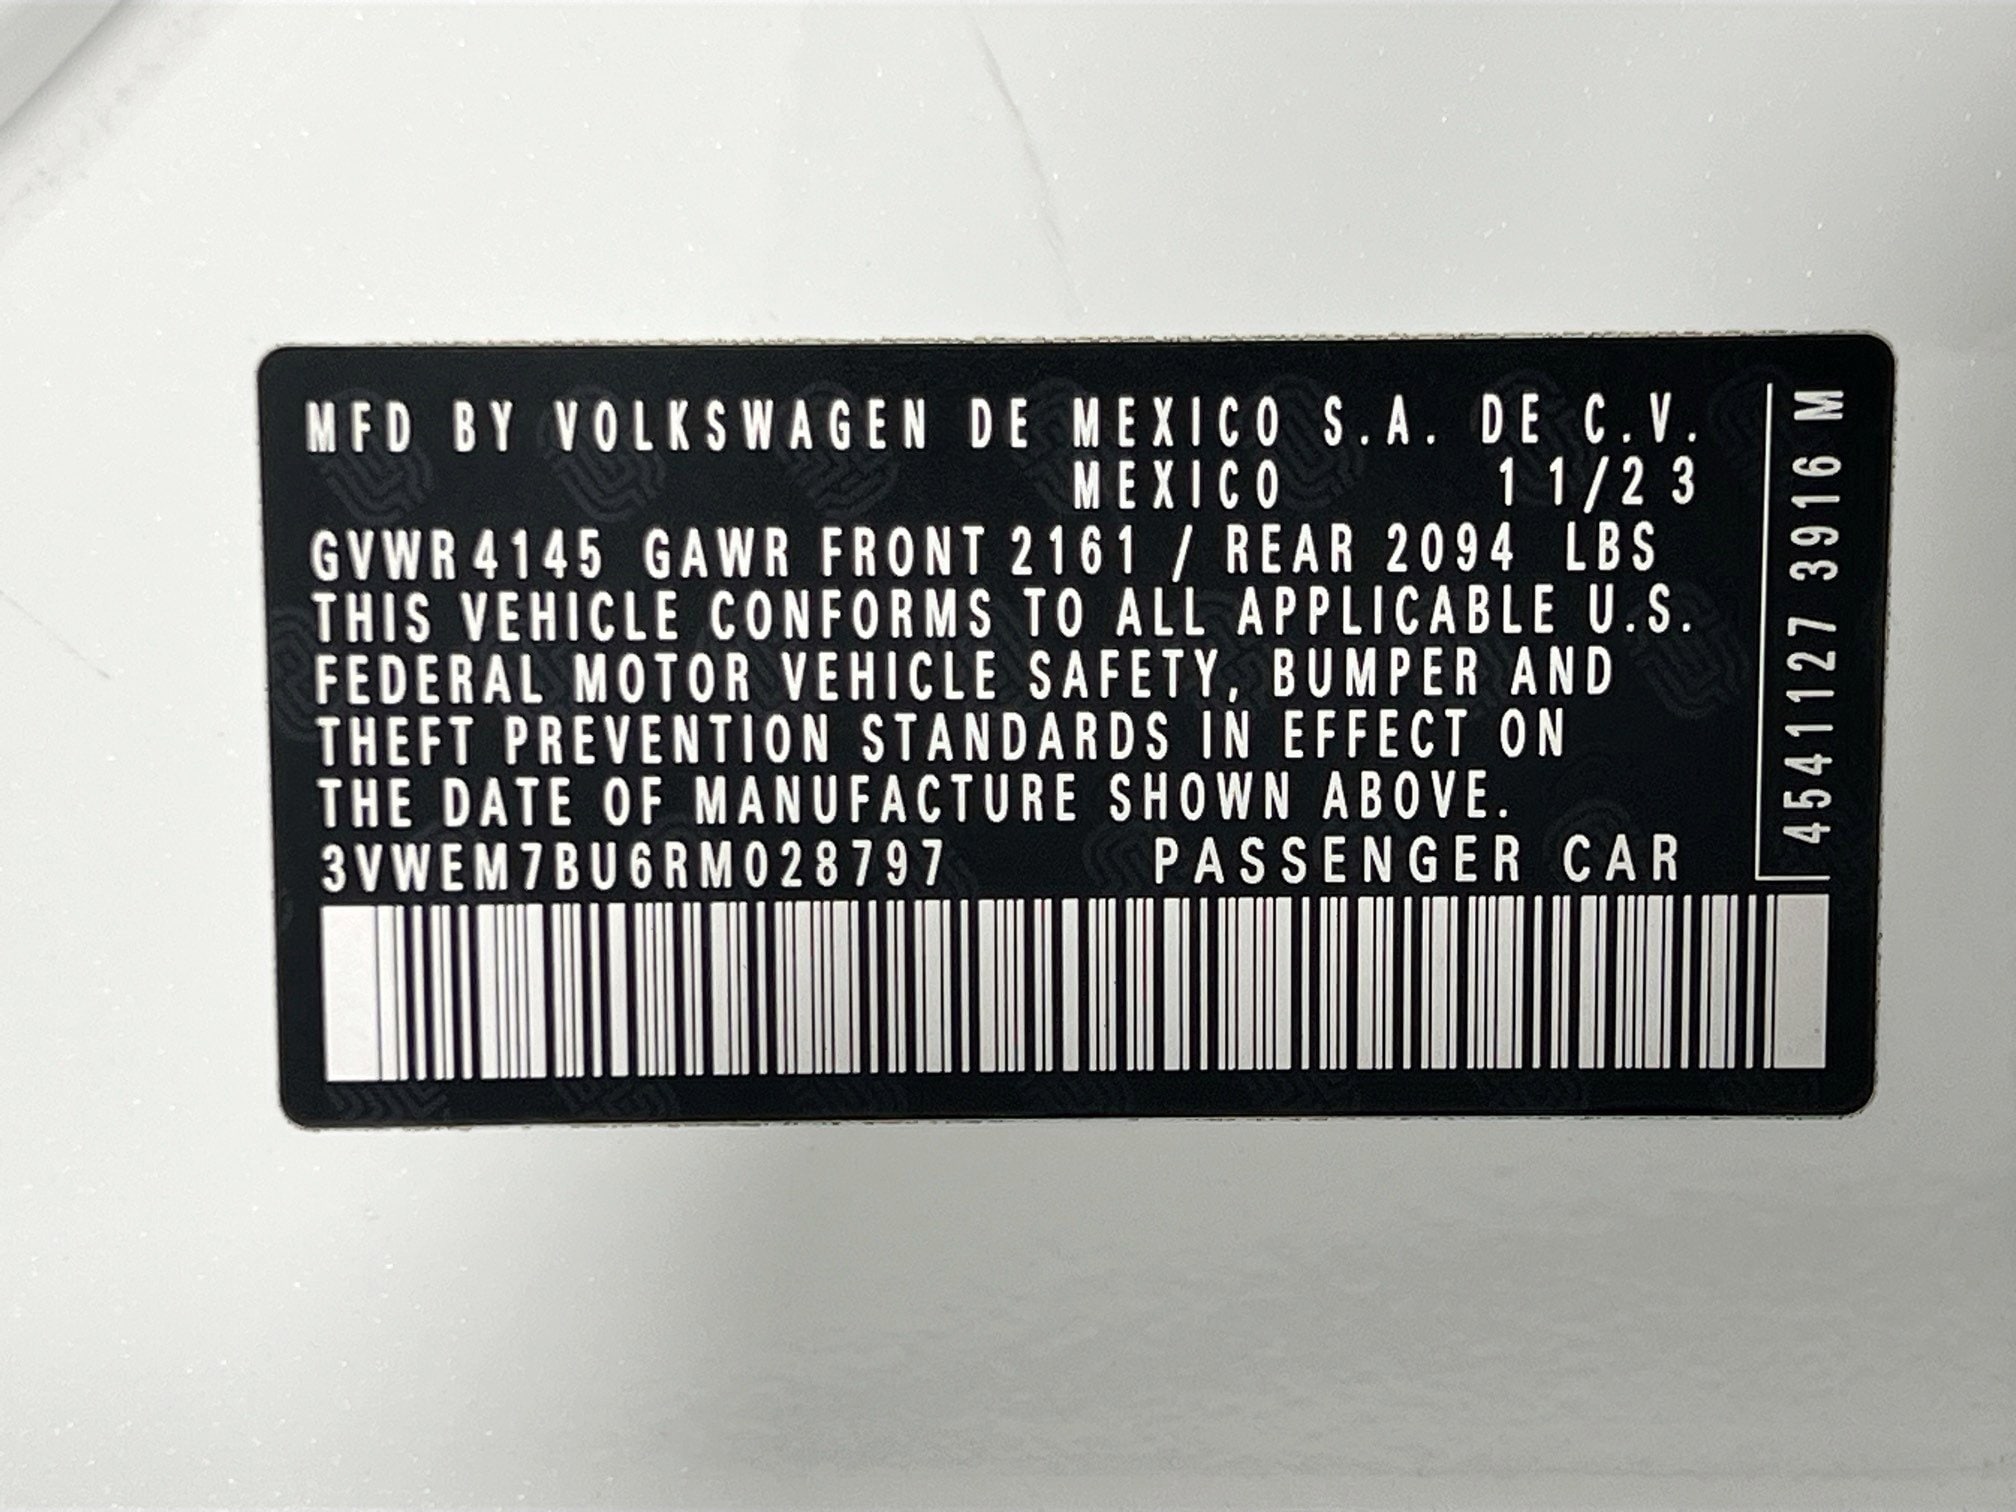 MFD BY VOLKSWAGEN DE MEXICO S.A. DE C.V.
MEXICO 11/23
GVWR 4145 GAWR FRONT 2161 / REAR 2094 LBS
THIS VEHICLE CONFORMS TO ALL APPLICABLE U.S.
FEDERAL MOTOR VEHICLE SAFETY, BUMPER AND
THEFT PREVENTION STANDARDS IN EFFECT ON
THE DATE OF MANUFACTURE SHOWN ABOVE.
3VWEM7BU6RM028797 PASSENGER CAR
4541127 3916 M